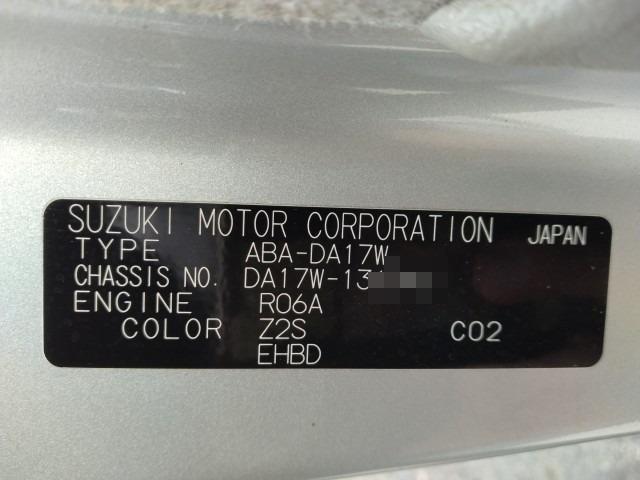 SUZUKI MOTOR CORPORATION JAPAN
TYPE ABA-DA17W
CHASSIS NO. DA17W-13
ENGINE R06A
COLOR Z2S C02
EHBD